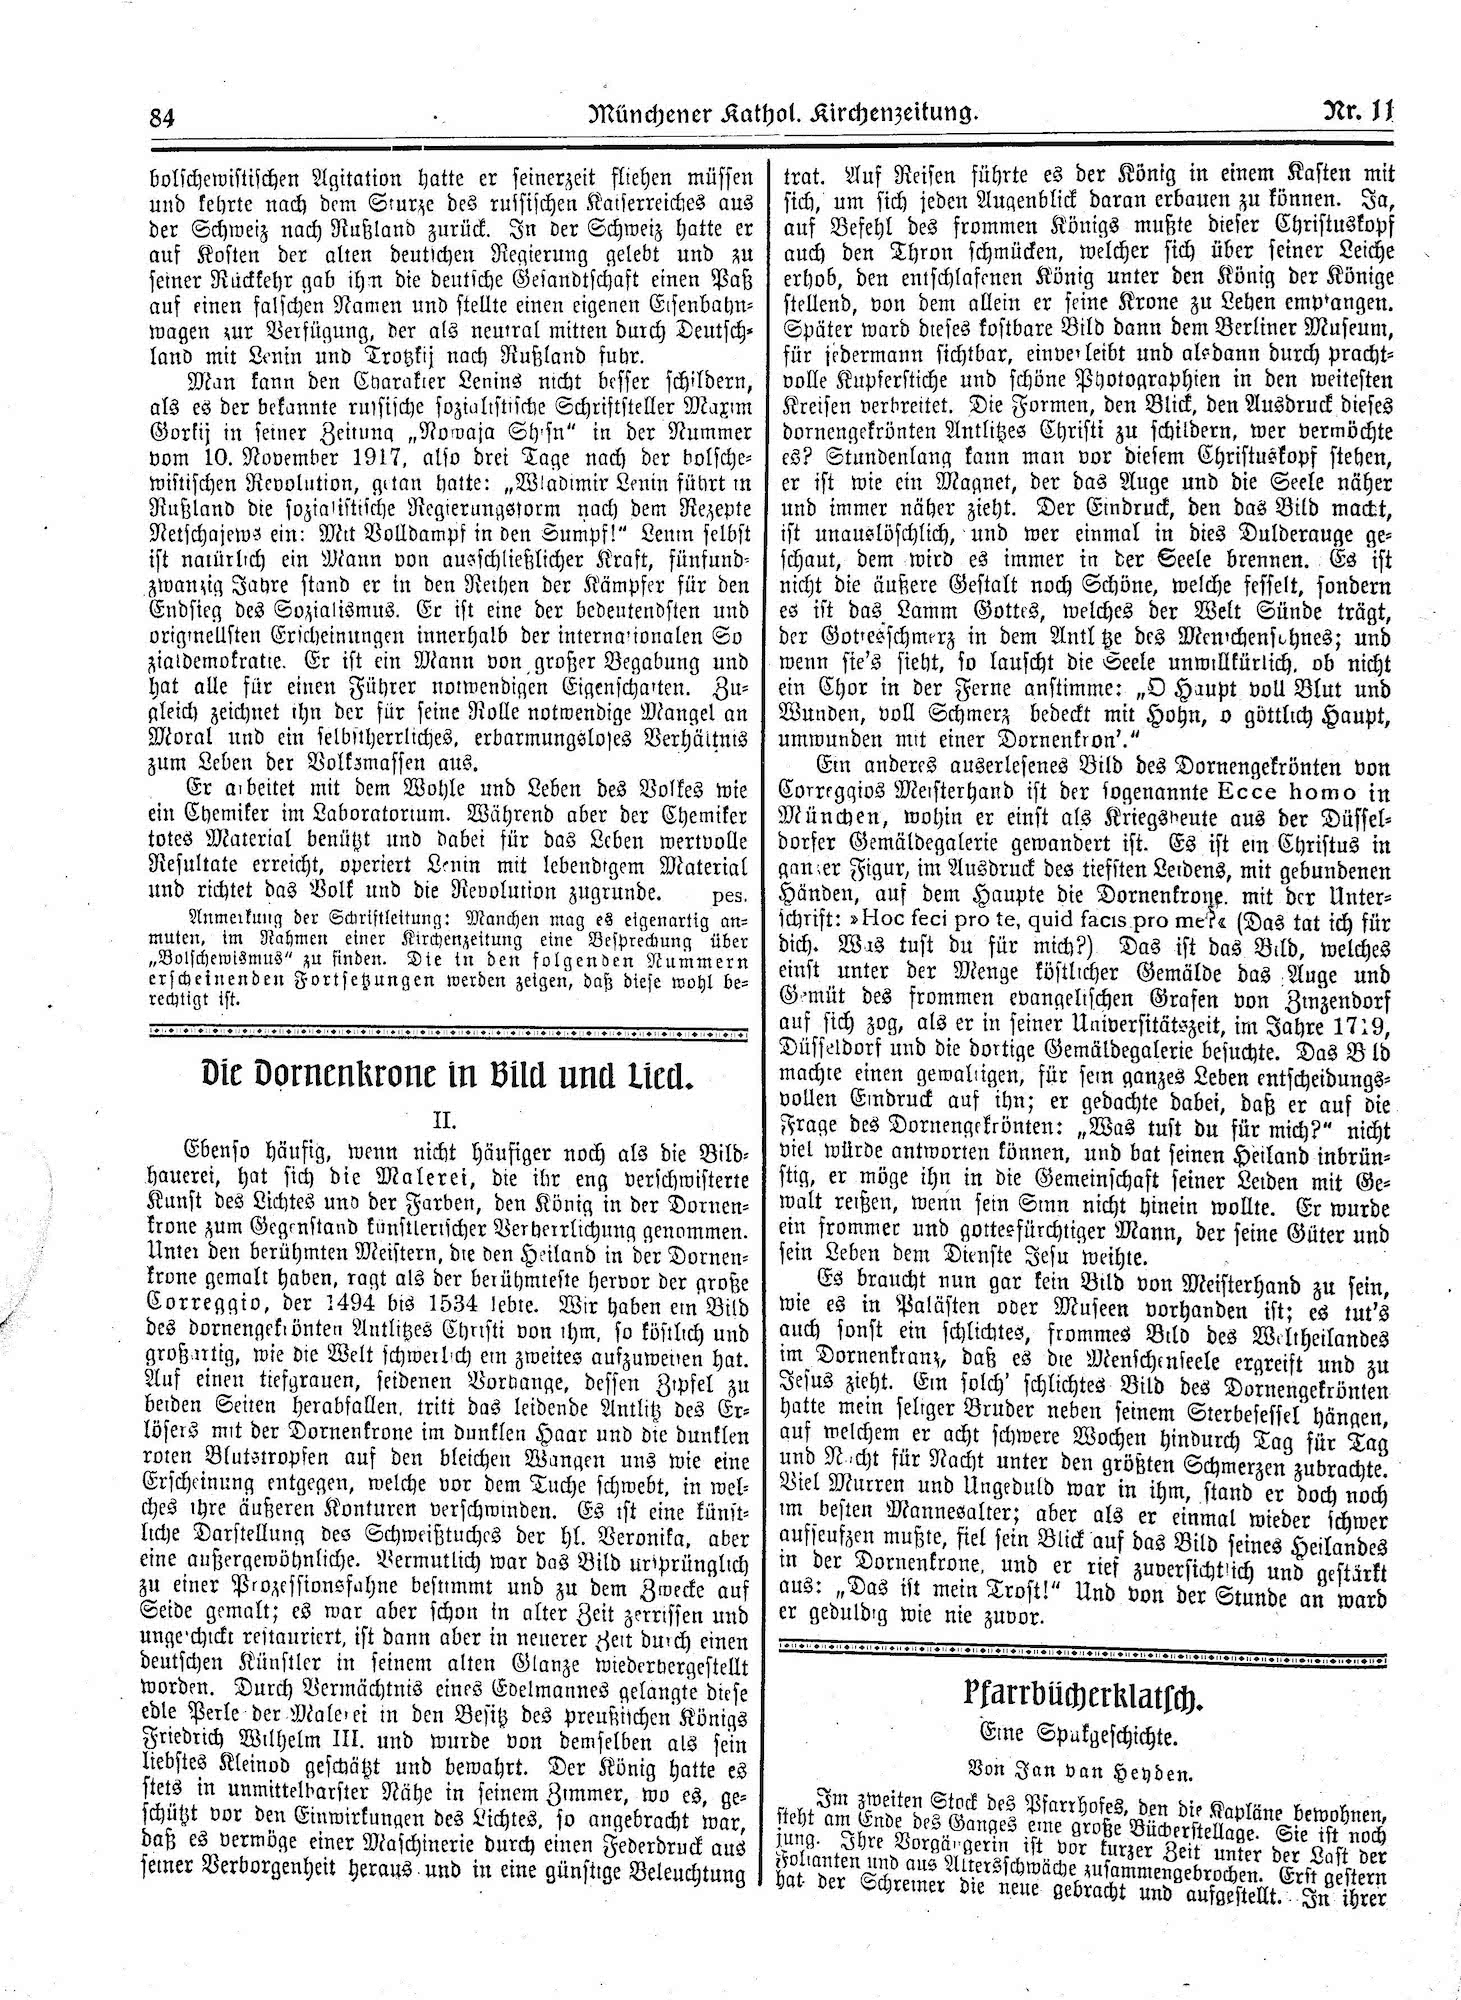 84
Münchener Kathol. Kirchenzeitung.
Nr. 11
bolschewistischen Agitation hatte er seinerzeit fliehen müssen
und kehrte nach dem Sturze des russischen Kaiserreiches aus
der Schweiz nach Rußland zurück. In der Schweiz hatte er
auf Kosten der alten deutschen Regierung gelebt und zu
seiner Rückkehr gab ihm die deutsche Gesandtschaft einen Paß
auf einen falschen Namen und stellte einen eigenen Eisenbahn-
wagen zur Verfügung, der als neutral mitten durch Deutsch-
land mit Lenin und Trotzkij nach Rußland fuhr.
Man kann den Charakter Lenins nicht besser schildern,
als es der bekannte russische sozialistische Schriftsteller Maxim
Gorkij in seiner Zeitung „Nowaja Shisn“ in der Nummer
vom 10. November 1917, also drei Tage nach der bolsche-
wistischen Revolution, getan hatte: „Wladimir Lenin führt in
Rußland die sozialistische Regierungsform nach dem Rezepte
Netschajews ein: Mit Volldampf in den Sumpf!“ Lenin selbst
ist natürlich ein Mann von ausschließlicher Kraft, fünfund-
zwanzig Jahre stand er in den Reihen der Kämpfer für den
Endsieg des Sozialismus. Er ist eine der bedeutendsten und
originellsten Erscheinungen innerhalb der internationalen So
zialdemokratie. Er ist ein Mann von großer Begabung und
hat alle für einen Führer notwendigen Eigenschaften. Zu-
gleich zeichnet ihn der für seine Rolle notwendige Mangel an
Moral und ein selbstherrliches, erbarmungsloses Verhältnis
zum Leben der Volksmassen aus.
Er arbeitet mit dem Wohle und Leben des Volkes wie
ein Chemiker im Laboratorium. Während aber der Chemiker
totes Material benützt und dabei für das Leben wertvolle
Resultate erreicht, operiert Lenin mit lebendigem Material
und richtet das Volk und die Revolution zugrunde. pes.
Anmerkung der Schriftleitung: Manchen mag es eigenartig an-
muten, im Rahmen einer Kirchenzeitung eine Besprechung über
„Bolschewismus“ zu finden. Die in den folgenden Nummern
erscheinenden Fortsetzungen werden zeigen, daß diese wohl be-
rechtigt ist.
Die Dornenkrone in Bild und Lied.
II.
Ebenso häufig, wenn nicht häufiger noch als die Bild-
hauerei, hat sich die Malerei, die ihr eng verschwisterte
Kunst des Lichtes und der Farben, den König in der Dornen-
krone zum Gegenstand künstlerischer Verherrlichung genommen.
Unter den berühmten Meistern, die den Heiland in der Dornen-
krone gemalt haben, ragt als der berühmteste hervor der große
Correggio, der 1494 bis 1534 lebte. Wir haben ein Bild
des dornengekrönten Antlitzes Christi von ihm, so köstlich und
großartig, wie die Welt schwerlich ein zweites aufzuweisen hat.
Auf einen tiefgrauen, seidenen Vorhange, dessen Zipfel zu
beiden Seiten herabfallen, tritt das leidende Antlitz des Er-
lösers mit der Dornenkrone im dunklen Haar und die dunklen
roten Blutstropfen auf den bleichen Wangen uns wie eine
Erscheinung entgegen, welche vor dem Tuche schwebt, in wel-
ches ihre äußeren Konturen verschwinden. Es ist eine künst-
liche Darstellung des Schweißtuches der hl. Veronika, aber
eine außergewöhnliche. Vermutlich war das Bild ursprünglich
zu einer Prozessionsfahne bestimmt und zu dem Zwecke auf
Seide gemalt; es war aber schon in alter Zeit zerrissen und
ungeschickt restauriert, ist dann aber in neuerer Zeit durch einen
deutschen Künstler in seinem alten Glanze wiederhergestellt
worden. Durch Vermächtnis eines Edelmannes gelangte diese
edle Perle der Malerei in den Besitz des preußischen Königs
Friedrich Wilhelm III. und wurde von demselben als sein
liebstes Kleinod geschätzt und bewahrt. Der König hatte es
stets in unmittelbarster Nähe in seinem Zimmer, wo es, ge-
schützt vor den Einwirkungen des Lichtes, so angebracht war,
daß es vermöge einer Maschinerie durch einen Federdruck aus
seiner Verborgenheit heraus und in eine günstige Beleuchtung
trat. Auf Reisen führte es der König in einem Kasten mit
sich, um sich jeden Augenblick daran erbauen zu können. Ja,
auf Befehl des frommen Königs mußte dieser Christuskopf
auch den Thron schmücken, welcher sich über seiner Leiche
erhob, den entschlafenen König unter den König der Könige
stellend, von dem allein er seine Krone zu Lehen empfangen.
Später ward dieses kostbare Bild dann dem Berliner Museum,
für jedermann sichtbar, einverleibt und alsdann durch pracht-
volle Kupferstiche und schöne Photographien in den weitesten
Kreisen verbreitet. Die Formen, den Blick, den Ausdruck dieses
dornengekrönten Antlitzes Christi zu schildern, wer vermöchte
es? Stundenlang kann man vor diesem Christuskopf stehen,
er ist wie ein Magnet, der das Auge und die Seele näher
und immer näher zieht. Der Eindruck, den das Bild macht,
ist unauslöschlich, und wer einmal in dies Dulderauge ge-
schaut, dem wird es immer in der Seele brennen. Es ist
nicht die äußere Gestalt noch Schöne, welche fesselt, sondern
es ist das Lamm Gottes, welches der Welt Sünde trägt,
der Gottesschmerz in dem Antlitze des Menschensohnes; und
wenn sie's sieht, so lauscht die Seele unwillkürlich, ob nicht
ein Chor in der Ferne anstimme: „O Haupt voll Blut und
Wunden, voll Schmerz bedeckt mit Hohn, o göttlich Haupt,
umwunden mit einer Dornenkron'.“
Ein anderes auserlesenes Bild des Dornengekrönten von
Correggios Meisterhand ist der sogenannte Ecce homo in
München, wohin er einst als Kriegsbeute aus der Düssel-
dorfer Gemäldegalerie gewandert ist. Es ist ein Christus in
ganzer Figur, im Ausdruck des tiefsten Leidens, mit gebundenen
Händen, auf dem Haupte die Dornenkrone, mit der Unter-
schrift: »Hoc feci pro te, quid facis pro me?« (Das tat ich für
dich. Was tust du für mich?) Das ist das Bild, welches
einst unter der Menge köstlicher Gemälde das Auge und
Gemüt des frommen evangelischen Grafen von Zinzendorf
auf sich zog, als er in seiner Universitätszeit, im Jahre 1719,
Düsseldorf und die dortige Gemäldegalerie besuchte. Das Bild
machte einen gewaltigen, für sein ganzes Leben entscheidungs-
vollen Eindruck auf ihn; er gedachte dabei, daß er auf die
Frage des Dornengekrönten: „Was tust du für mich?“ nicht
viel würde antworten können, und bat seinen Heiland inbrün-
stig, er möge ihn in die Gemeinschaft seiner Leiden mit Ge-
walt reißen, wenn sein Sinn nicht hinein wollte. Er wurde
ein frommer und gottesfürchtiger Mann, der seine Güter und
sein Leben dem Dienste Jesu weihte.
Es braucht nun gar kein Bild von Meisterhand zu sein,
wie es in Palästen oder Museen vorhanden ist; es tut's
auch sonst ein schlichtes, frommes Bild des Weltheilandes
im Dornenkranz, daß es die Menschenseele ergreift und zu
Jesus zieht. Ein solch' schlichtes Bild des Dornengekrönten
hatte mein seliger Bruder neben seinem Sterbesessel hängen,
auf welchem er acht schwere Wochen hindurch Tag für Tag
und Nacht für Nacht unter den größten Schmerzen zubrachte.
Viel Murren und Ungeduld war in ihm, stand er doch noch
im besten Mannesalter; aber als er einmal wieder schwer
aufseufzen mußte, fiel sein Blick auf das Bild seines Heilandes
in der Dornenkrone, und er rief zuversichtlich und gestärkt
aus: „Das ist mein Trost!“ Und von der Stunde an ward
er geduldig wie nie zuvor.
Pfarrbücherklatsch.
Eine Spukgeschichte.
Von Jan van Heyden.
Im zweiten Stock des Pfarrhofes, den die Kapläne bewohnen,
steht am Ende des Ganges eine große Bücherstellage. Sie ist noch
jung. Ihre Vorgängerin ist vor kurzer Zeit unter der Last der
Folianten und aus Altersschwäche zusammengebrochen. Erst gestern
hat der Schreiner die neue gebracht und aufgestellt. In ihrer